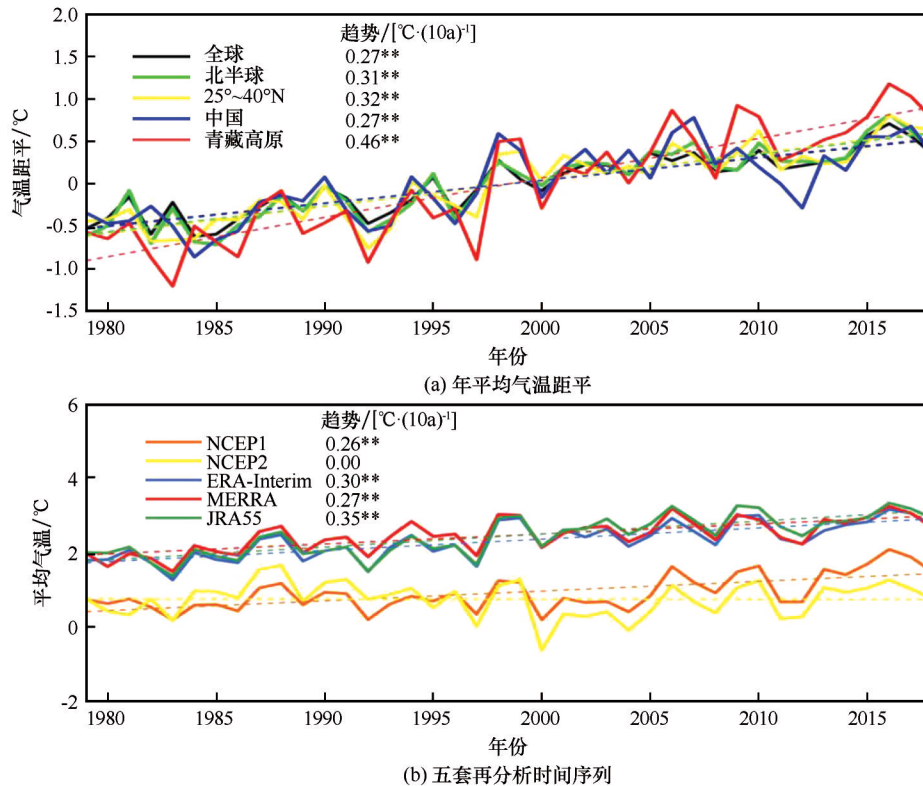 2.0
1.5
1.0
0.5
0
-0.5
-1.0
-1.5
气温距平/℃
趋势/[℃·(10a)-1]
全球 0.27**
北半球 0.31**
25°~40°N 0.32**
中国 0.27**
青藏高原 0.46**
1980 1985 1990 1995 2000 2005 2010 2015
年份
(a) 年平均气温距平
6
4
2
0
-2
平均气温/℃
趋势/[℃·(10a)-1]
NCEP1 0.26**
NCEP2 0.00
ERA-Interim 0.30**
MERRA 0.27**
JRA55 0.35**
1980 1985 1990 1995 2000 2005 2010 2015
年份
(b) 五套再分析时间序列